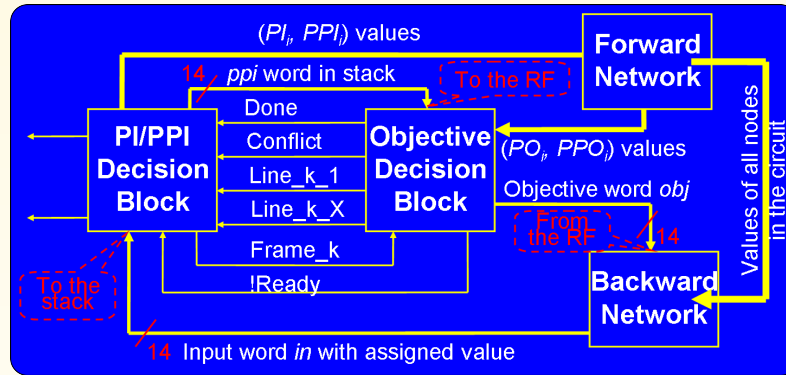 (PIi, PPIi) values
Forward
Network
14
ppi word in stack
To the RF
Done
PI/PPI
Decision
Block
Conflict
Objective
Decision
Block
(POi, PPOi) values
Line_k_1
Line_k_X
Objective word obj
From
the RF
14
Values of all nodes
in the circuit
Frame_k
!Ready
To the
stack
Backward
Network
14 Input word in with assigned value